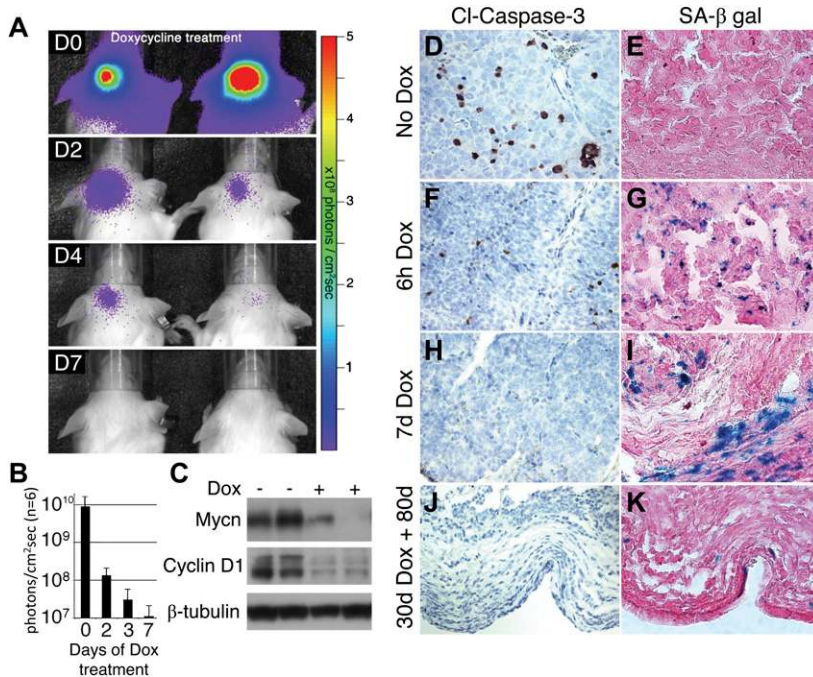 A
Doxycycline treatment
D0
D2
D4
D7
5
4
3
2
1
x10⁸ photons / cm²sec
B
photons/cm²sec (n=6)
10¹⁰
10⁹
10⁸
10⁷
0 2 3 7
Days of Dox
treatment
C
Dox - - + +
Mycn
Cyclin D1
β-tubulin
Cl-Caspase-3 SA-β gal
No Dox
D E
6h Dox
F G
7d Dox
H I
30d Dox + 80d
J K